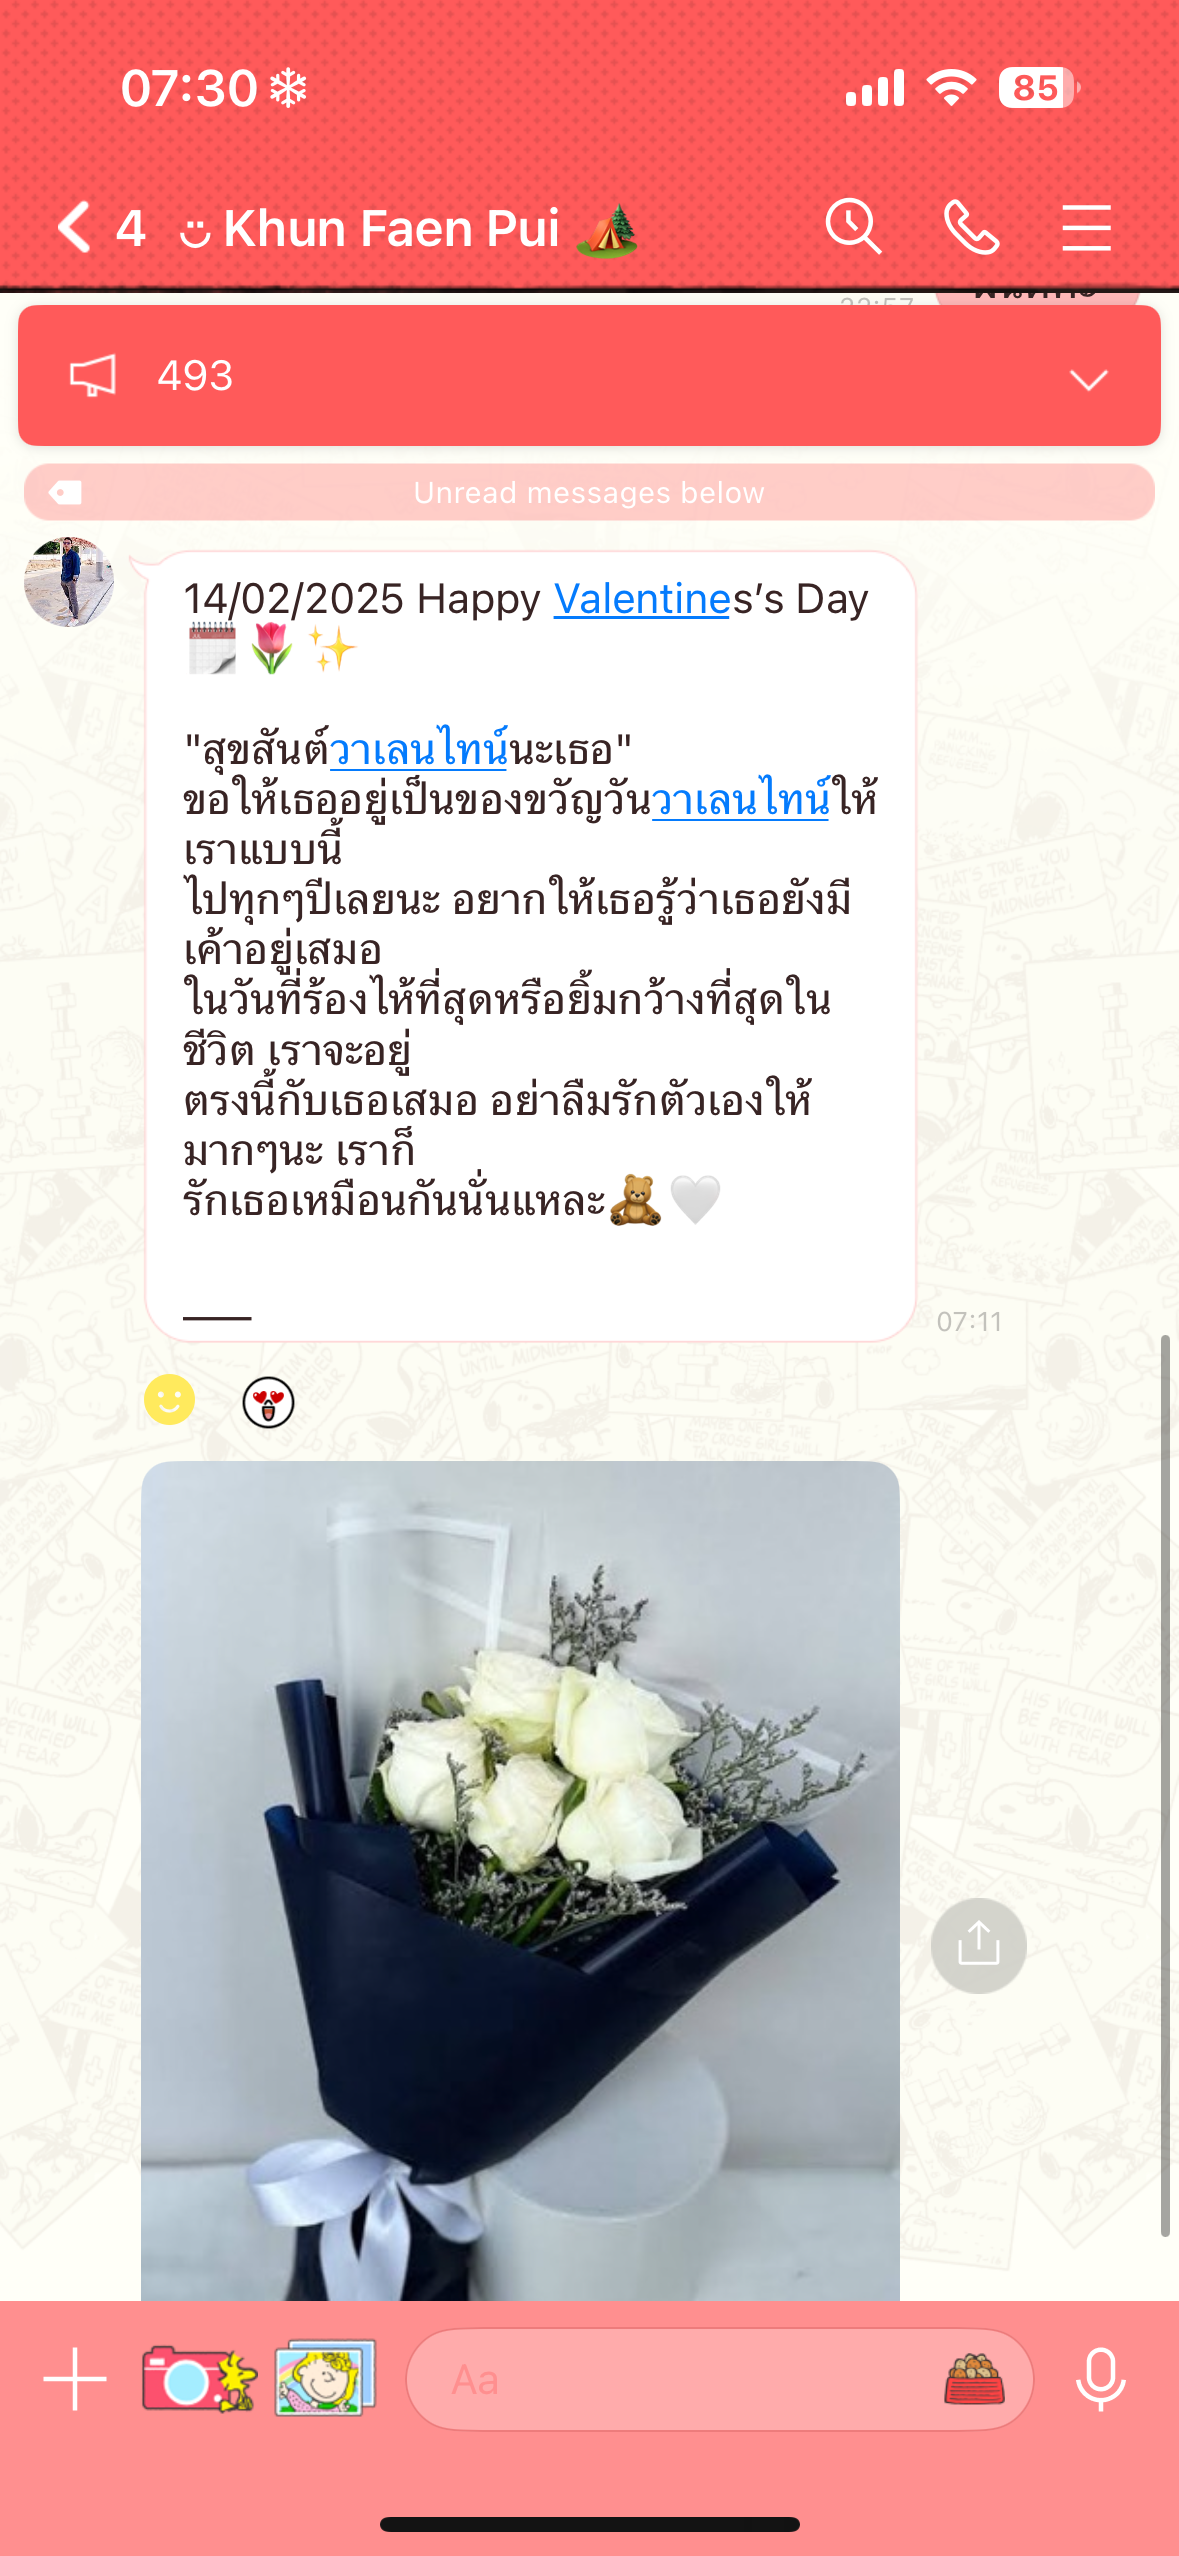 07:30
85
4 Khun Faen Pui
493
Unread messages below
14/02/2025 Happy Valentines's Day
"สุขสันต์วาเลนไทน์นะเธอ"
ขอให้เธออยู่เป็นของขวัญวันวาเลนไทน์ให้
เราแบบนี้
ไปทุกๆปีเลยนะ อยากให้เธอรู้ว่าเธอยังมี
เค้าอยู่เสมอ
ในวันที่ร้องไห้ที่สุดหรือยิ้มกว้างที่สุดใน
ชีวิต เราจะอยู่
ตรงนี้กับเธอเสมอ อย่าลืมรักตัวเองให้
มากๆนะ เราก็
รักเธอเหมือนกันนั่นแหละ
07:11
Aa